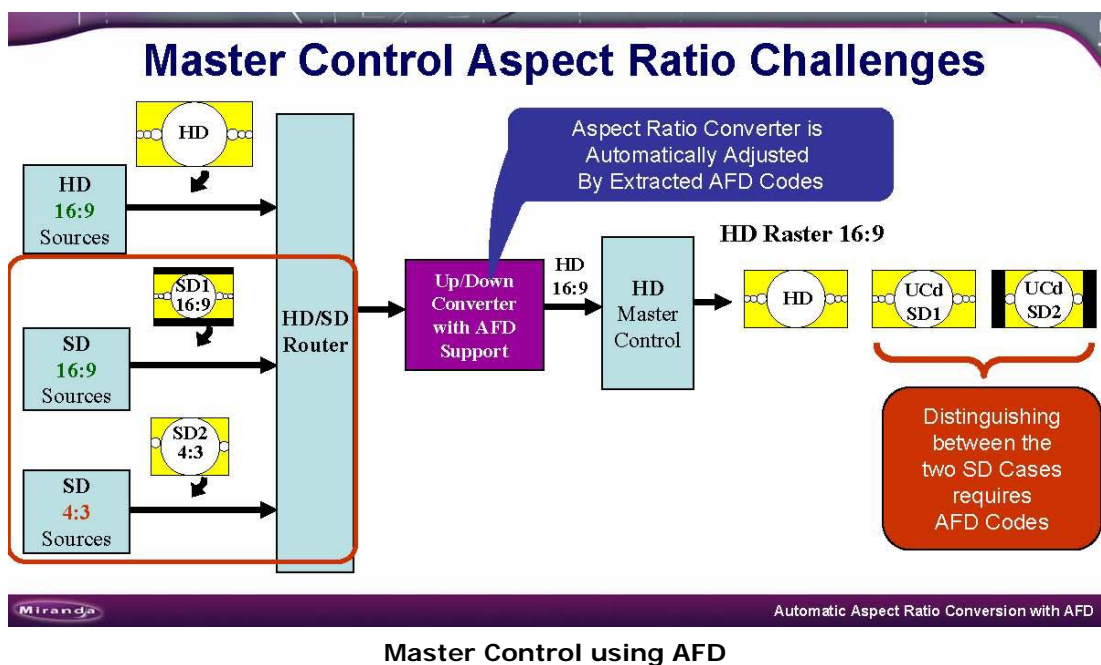 Master Control Aspect Ratio Challenges
HD
HD
16:9
Sources
SD1
16:9
SD
16:9
Sources
SD2
4:3
SD
4:3
Sources
HD/SD
Router
Aspect Ratio Converter is
Automatically Adjusted
By Extracted AFD Codes
Up/Down
Converter
with AFD
Support
HD
16:9
HD
Master
Control
HD Raster 16:9
HD
UCd
SD1
UCd
SD2
Distinguishing
between the
two SD Cases
requires
AFD Codes
Miranda
Automatic Aspect Ratio Conversion with AFD
Master Control using AFD